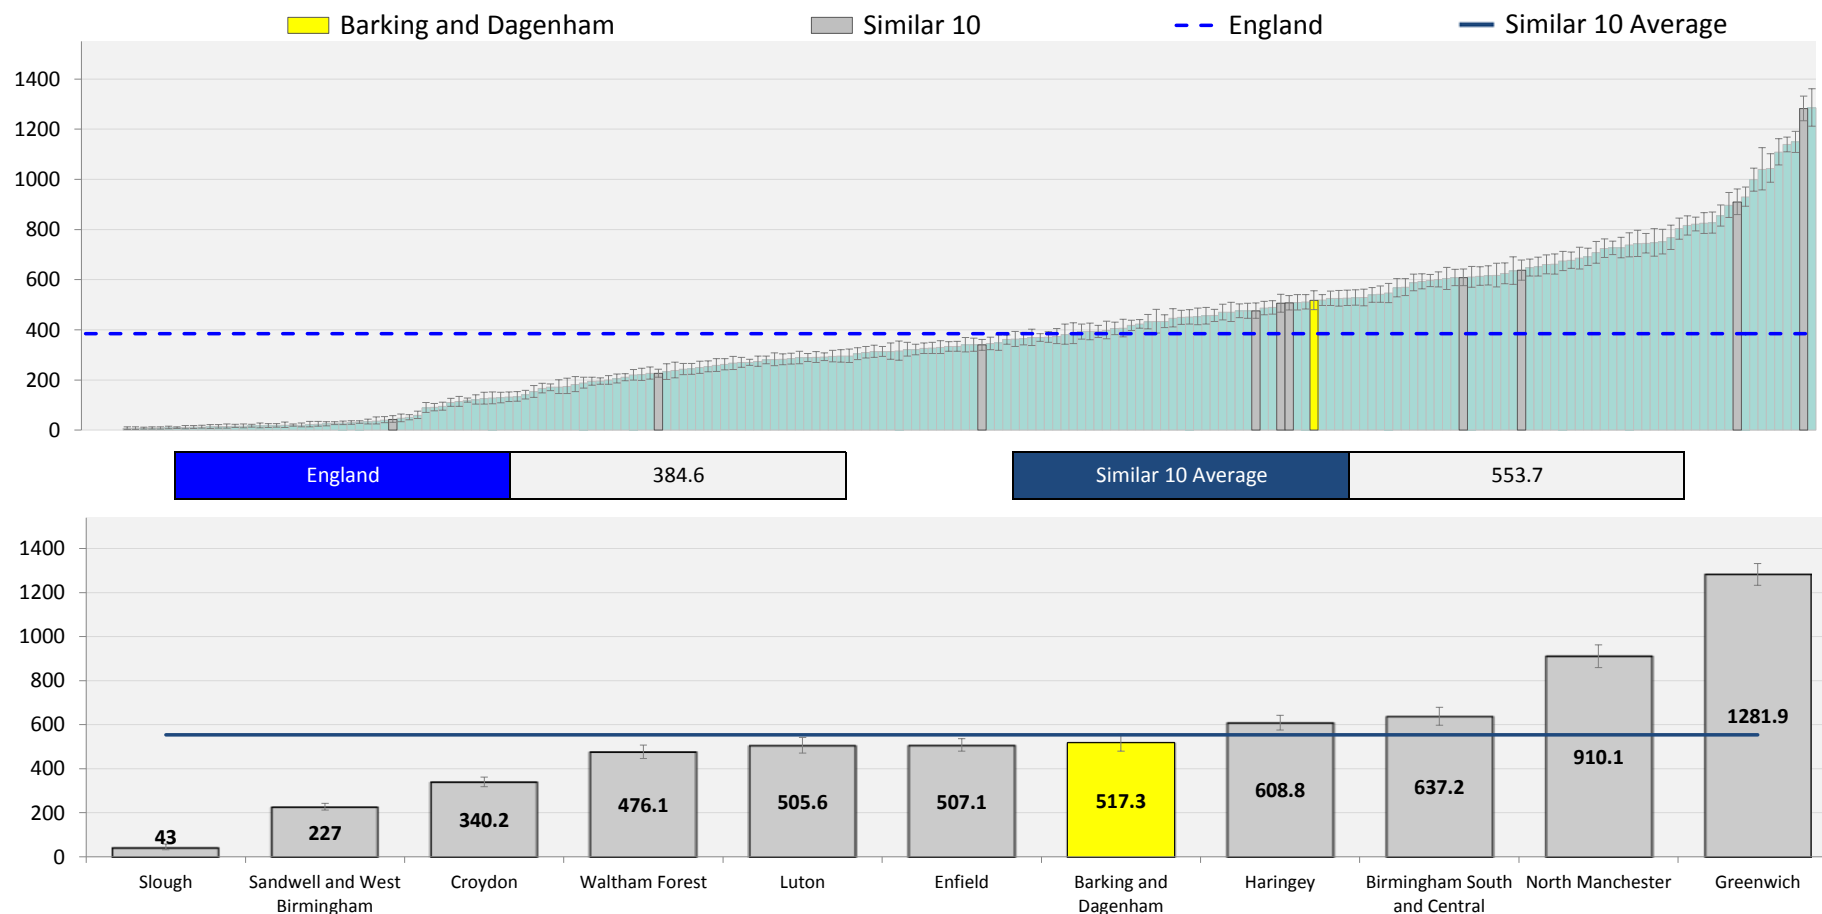 Barking and Dagenham
Similar 10
England
Similar 10 Average
1400
1200
1000
800
600
400
200
0
England
384.6
Similar 10 Average
553.7
1400
1200
1000
800
600
400
200
0
43
227
340.2
476.1
505.6
507.1
517.3
608.8
637.2
910.1
1281.9
Slough
Sandwell and West
Birmingham
Croydon
Waltham Forest
Luton
Enfield
Barking and
Dagenham
Haringey
Birmingham South
and Central
North Manchester
Greenwich